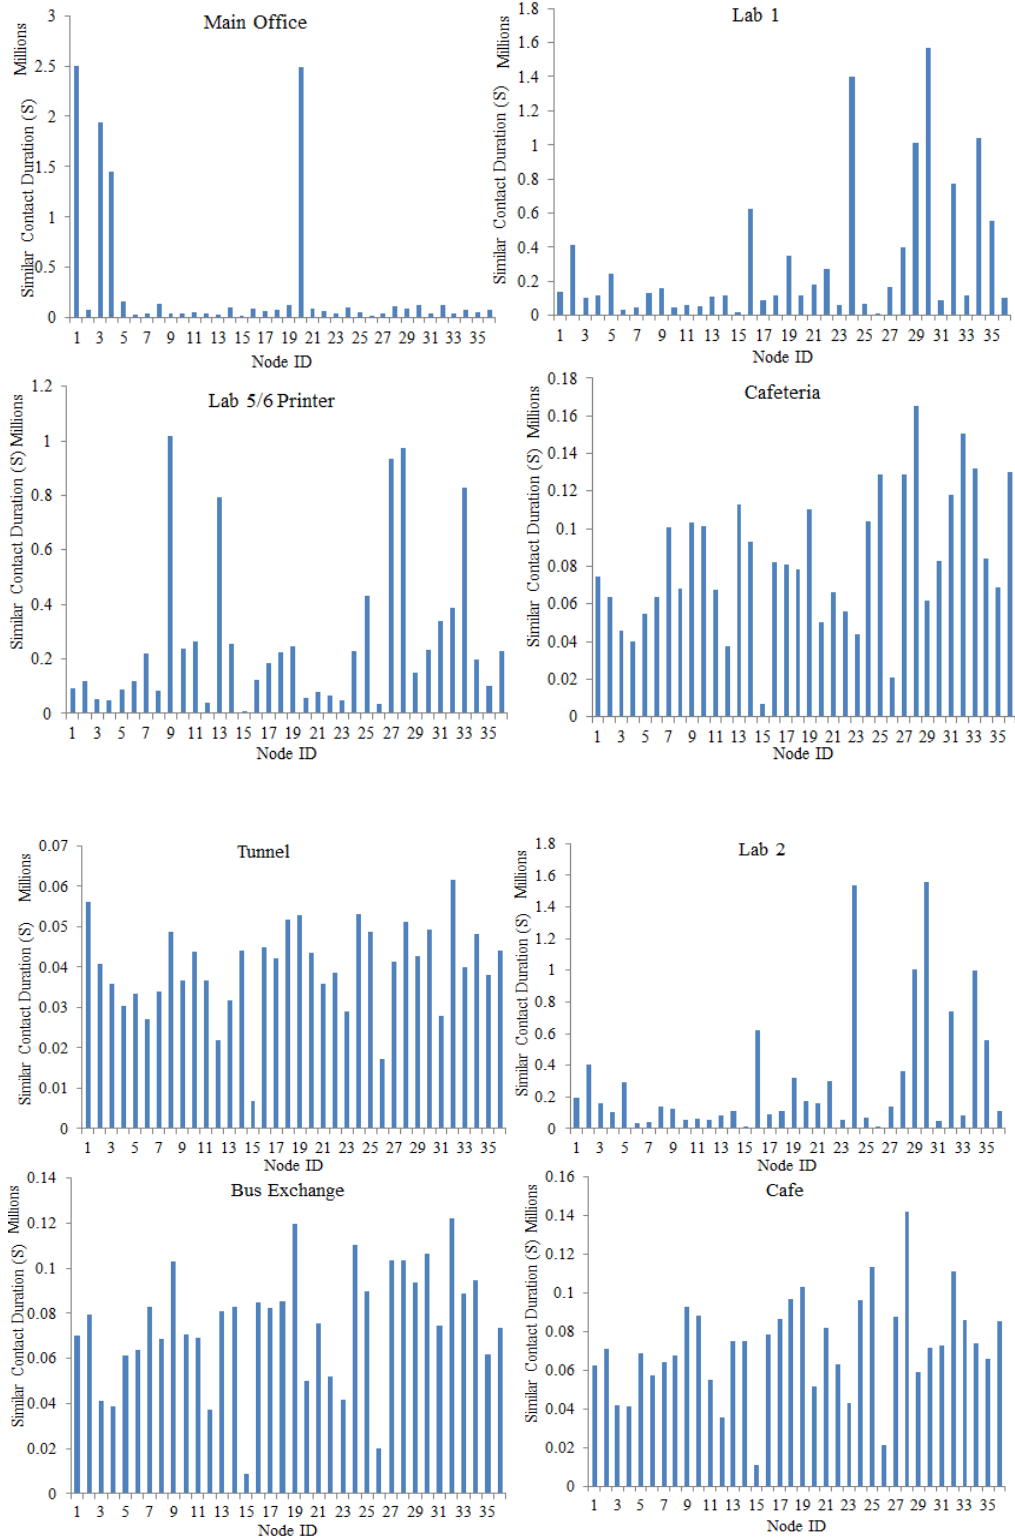 Main Office
Similar Contact Duration (S) Millions
3
2.5
2
1.5
1
0.5
0
1 3 5 7 9 11 13 15 17 19 21 23 25 27 29 31 33 35
Node ID
Lab 1
Similar Contact Duration (S) Millions
1.8
1.6
1.4
1.2
1
0.8
0.6
0.4
0.2
0
1 3 5 7 9 11 13 15 17 19 21 23 25 27 29 31 33 35
Node ID
Lab 5/6 Printer
Similar Contact Duration (S) Millions
1.2
1
0.8
0.6
0.4
0.2
0
1 3 5 7 9 11 13 15 17 19 21 23 25 27 29 31 33 35
Node ID
Cafeteria
Similar Contact Duration (S) Millions
0.18
0.16
0.14
0.12
0.1
0.08
0.06
0.04
0.02
0
1 3 5 7 9 11 13 15 17 19 21 23 25 27 29 31 33 35
Node ID
Tunnel
Similar Contact Duration (S) Millions
0.07
0.06
0.05
0.04
0.03
0.02
0.01
0
1 3 5 7 9 11 13 15 17 19 21 23 25 27 29 31 33 35
Node ID
Lab 2
Similar Contact Duration (S) Millions
1.8
1.6
1.4
1.2
1
0.8
0.6
0.4
0.2
0
1 3 5 7 9 11 13 15 17 19 21 23 25 27 29 31 33 35
Node ID
Bus Exchange
Similar Contact Duration (S) Millions
0.14
0.12
0.1
0.08
0.06
0.04
0.02
0
1 3 5 7 9 11 13 15 17 19 21 23 25 27 29 31 33 35
Node ID
Cafe
Similar Contact Duration (S) Millions
0.16
0.14
0.12
0.1
0.08
0.06
0.04
0.02
0
1 3 5 7 9 11 13 15 17 19 21 23 25 27 29 31 33 35
Node ID